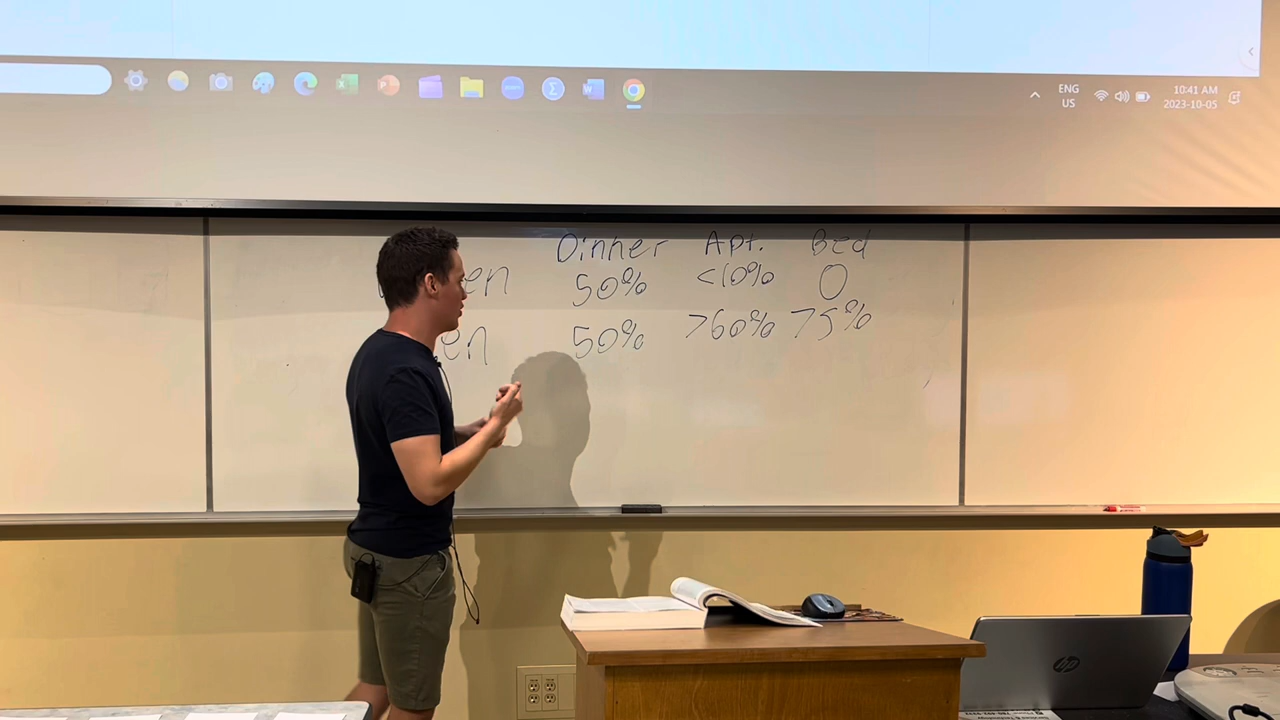 ENG
US
10:41 AM
2023-10-05
Dinner Apt. Bed
en 50% <10% 0
en 50% >60% >75%
hp